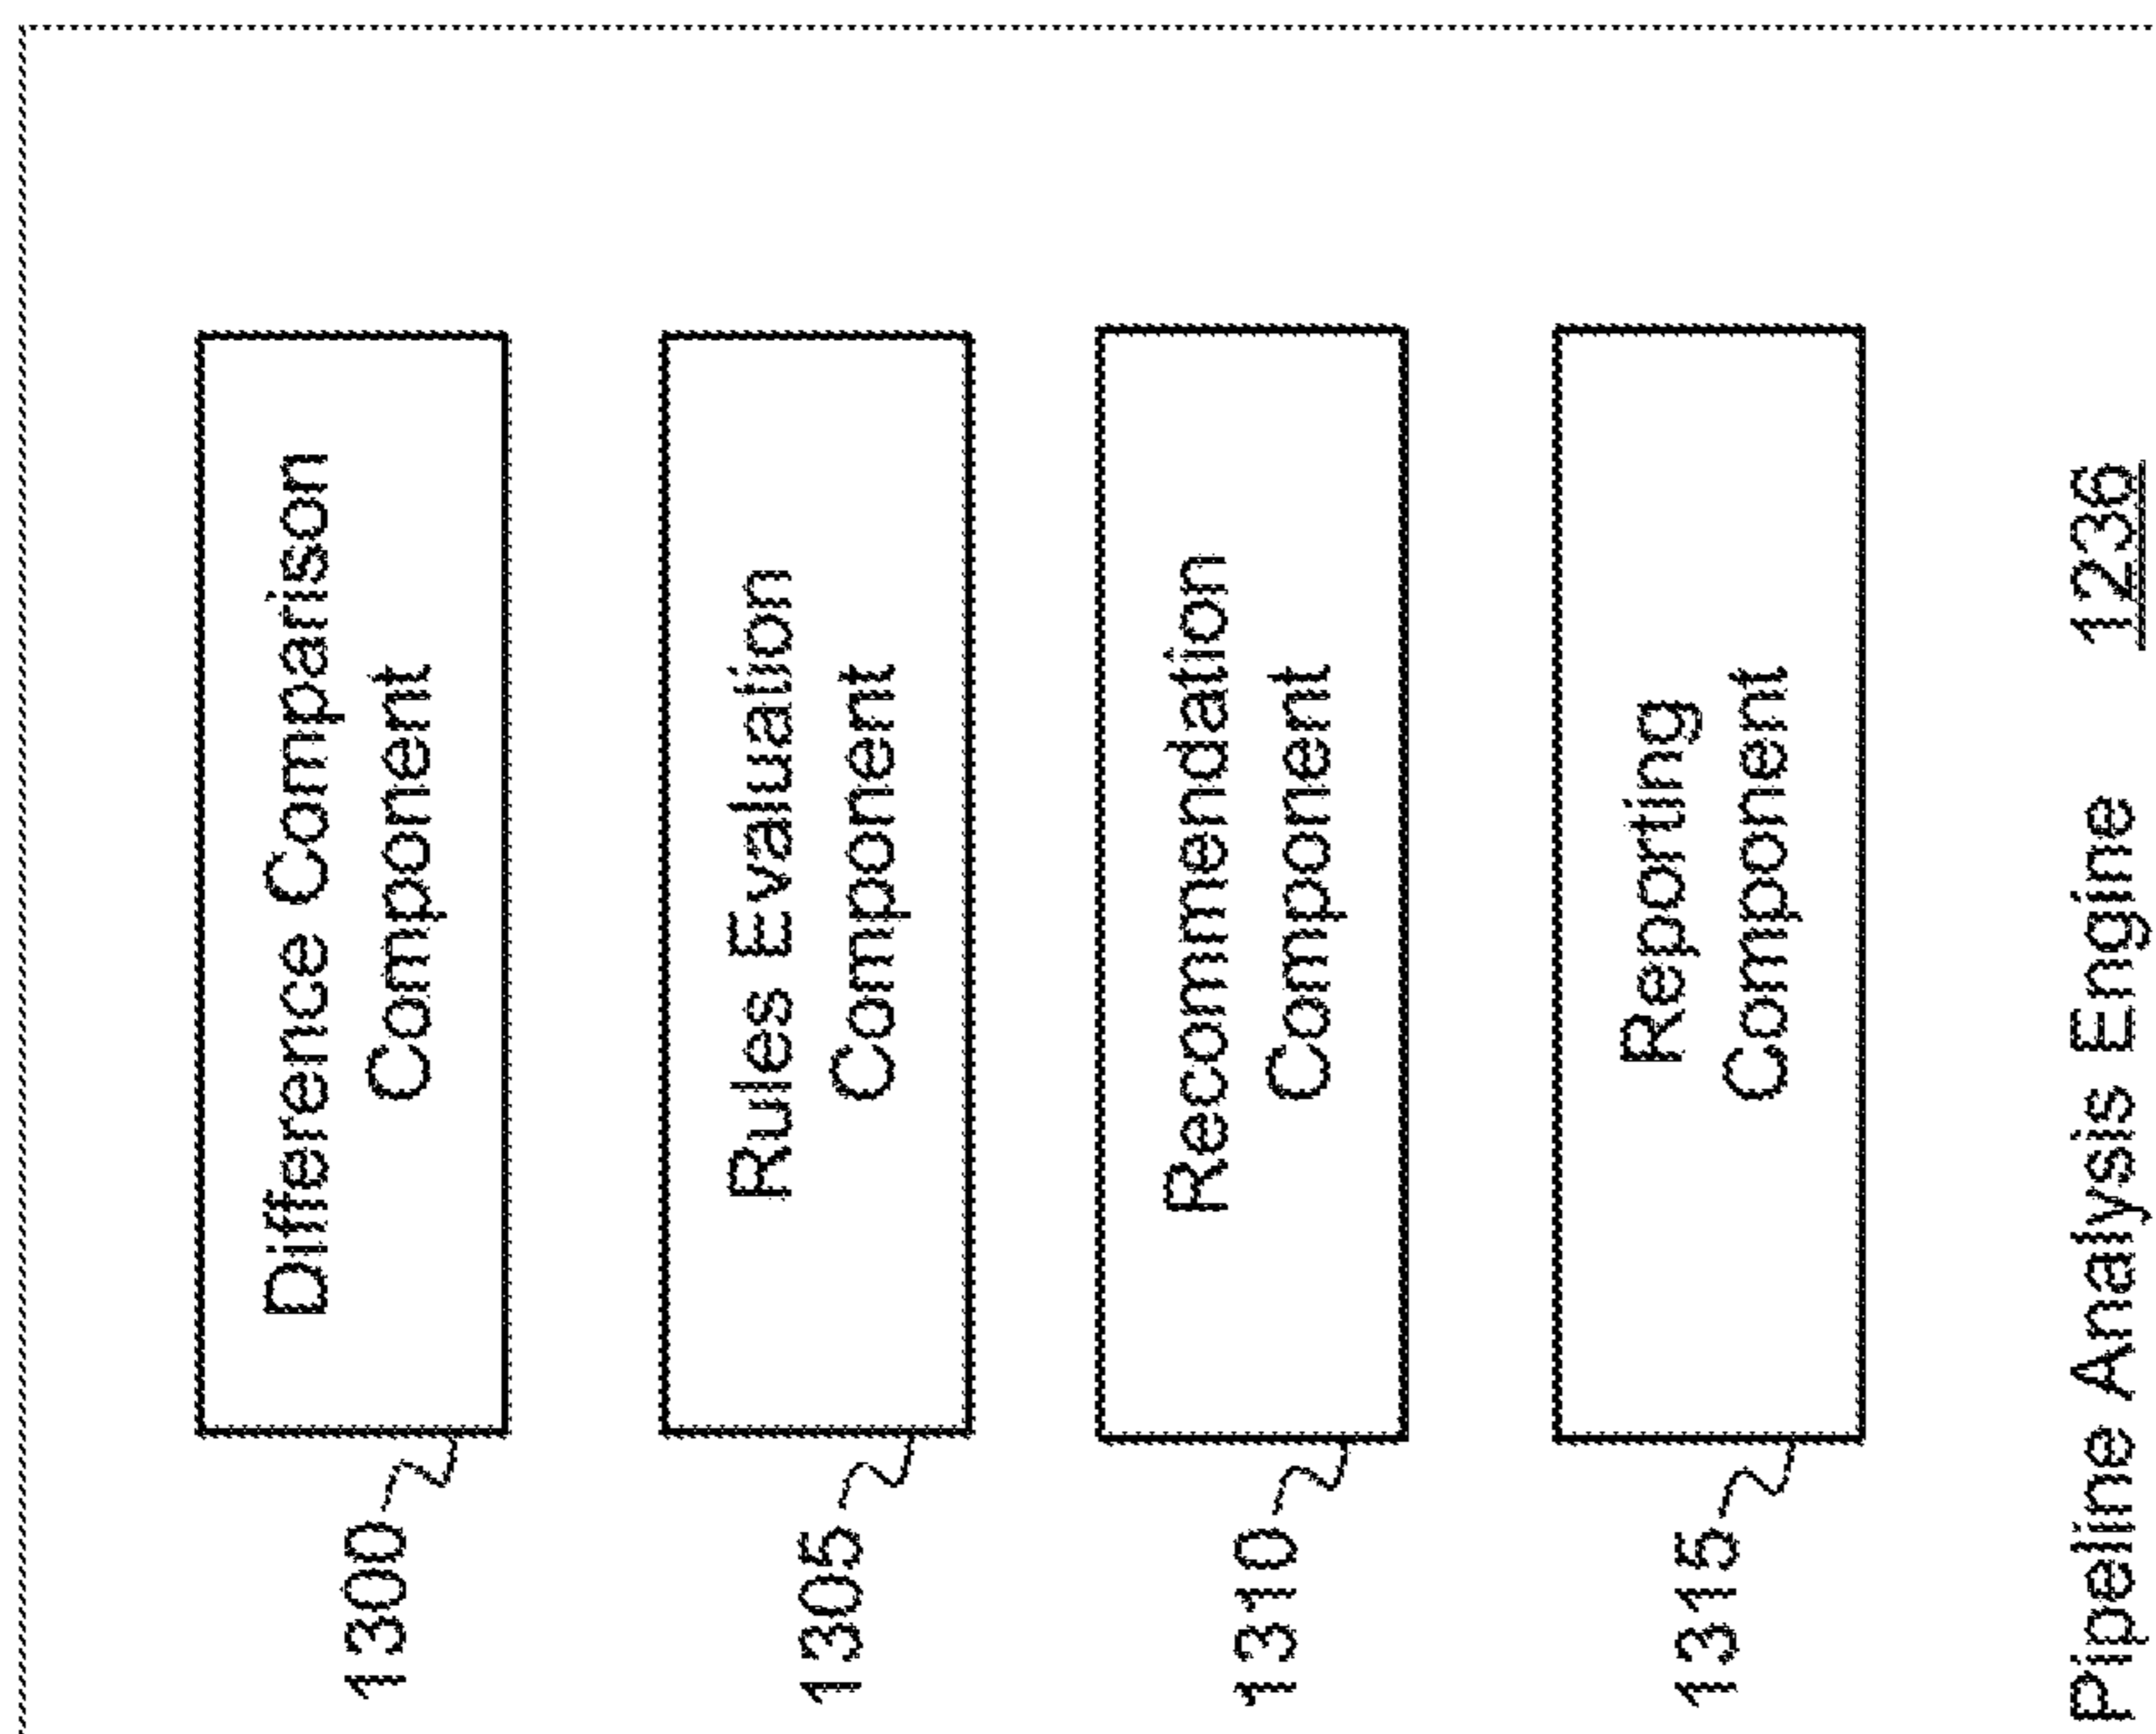 1300
Difference Comparison
Component
1305
Rules Evaluation
Component
1310
Recommendation
Component
1315
Reporting
Component
Pipeline Analysis Engine 1236